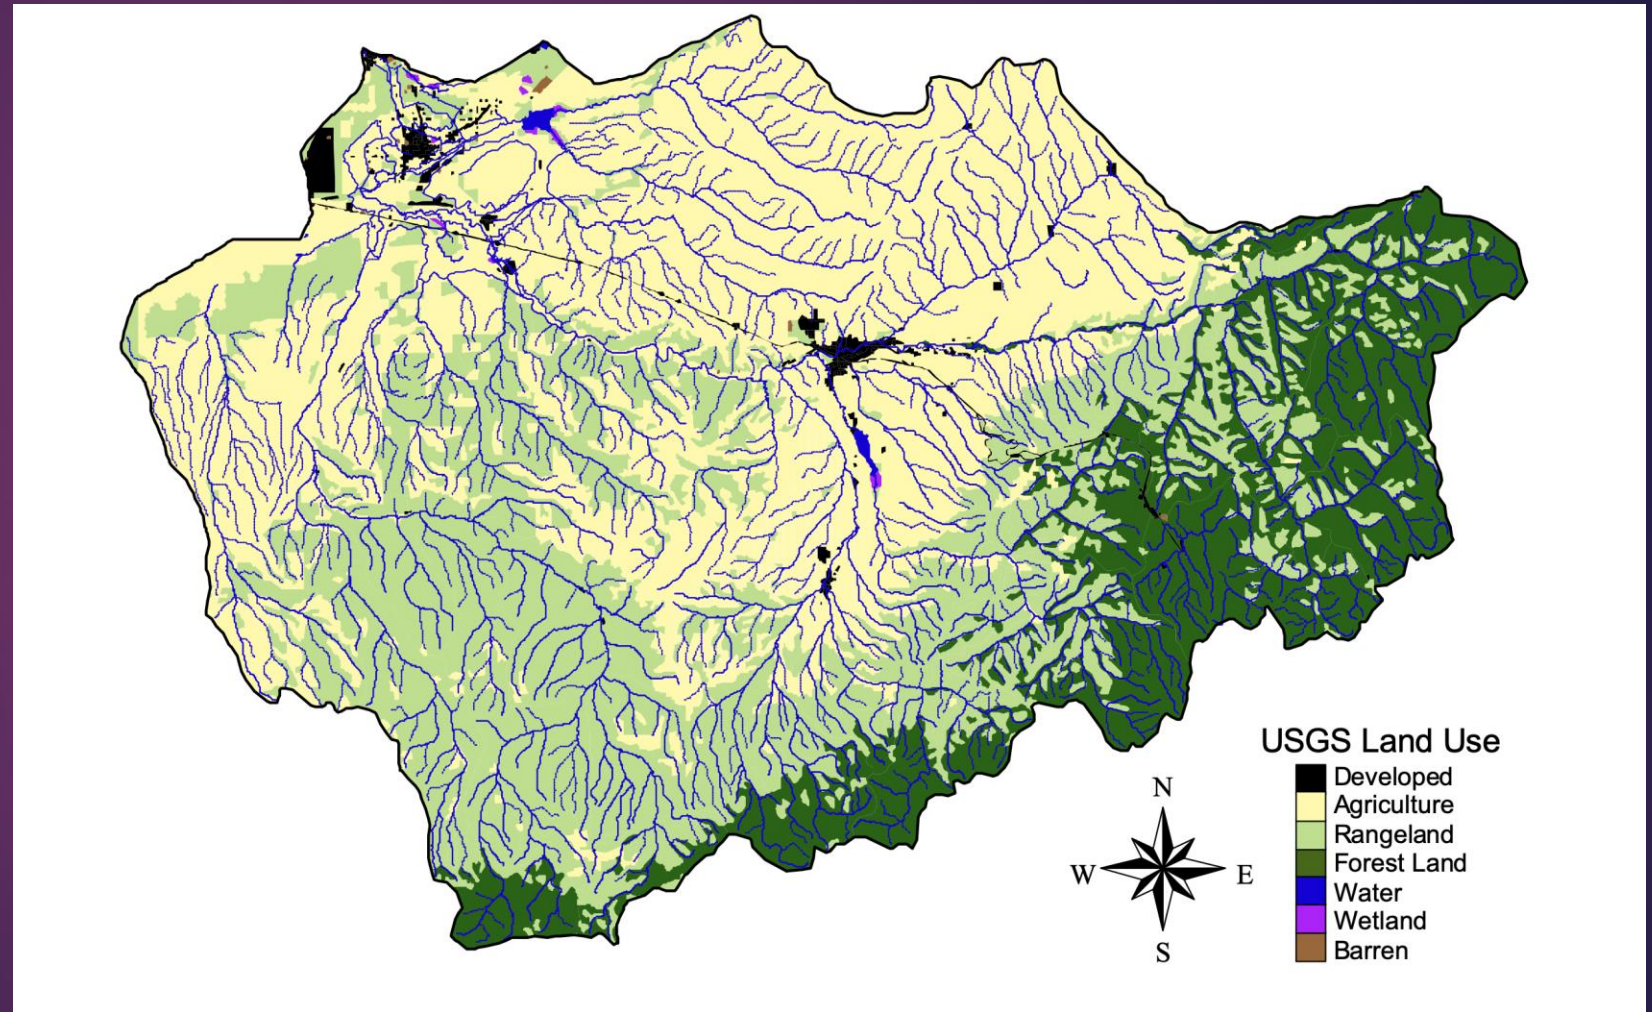 USGS Land Use
Developed
Agriculture
Rangeland
Forest Land
Water
Wetland
Barren
N
W E
S